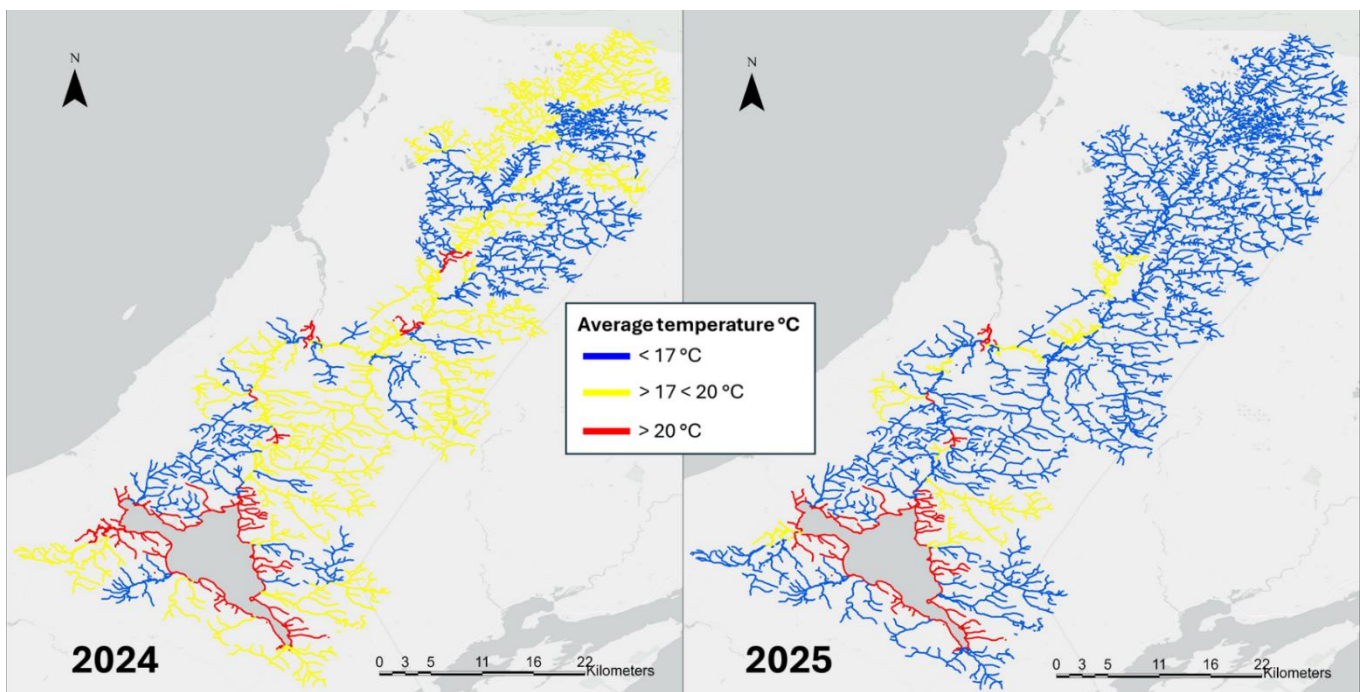 N
N
Average temperature °C
< 17 °C
> 17 < 20 °C
> 20 °C
2024
0 3 5 11 16 22
Kilometers
2025
0 3 5 11 16 22
Kilometers